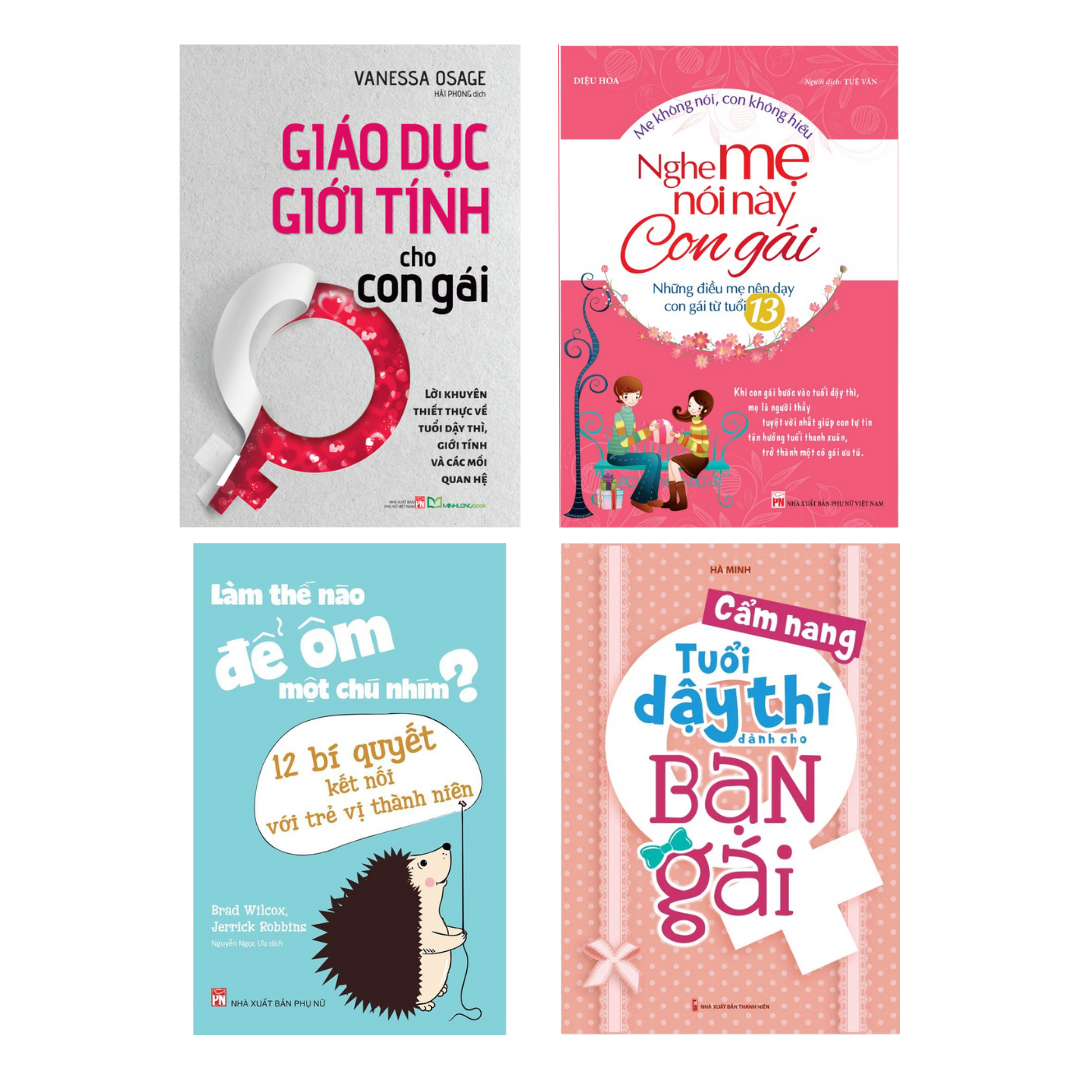 VANESSA OSAGE
HẢI PHONG dịch
GIÁO DỤC
GIỚI TÍNH
cho
con gái
LỜI KHUYÊN
THIẾT THỰC VỀ
TUỔI DẬY THÌ,
GIỚI TÍNH
VÀ CÁC MỐI
QUAN HỆ
NHÀ XUẤT BẢN
PHỤ NỮ VIỆT NAM
PN
MINHLONGBOOK
DIỆU HOA
Người dịch: TUỆ VĂN
Mẹ không nói, con không hiểu
Nghe mẹ
nói này
Con gái
Những điều mẹ nên dạy
con gái từ tuổi 13
Khi con gái bước vào tuổi dậy thì,
mẹ là người thầy
tuyệt vời nhất giúp con tự tin
tận hưởng tuổi thanh xuân,
trở thành một cô gái ưu tú.
PN NHÀ XUẤT BẢN PHỤ NỮ VIỆT NAM
Làm thế nào
để ôm
một chú nhím?
12 bí quyết
kết nối
với trẻ vị thành niên
Brad Wilcox,
Jerrick Robbins
Nguyễn Ngọc Ưu dịch
PN NHÀ XUẤT BẢN PHỤ NỮ
HÀ MINH
Cẩm nang
Tuổi
dậy thì
dành cho
BẠN
gái
NHÀ XUẤT BẢN THANH NIÊN